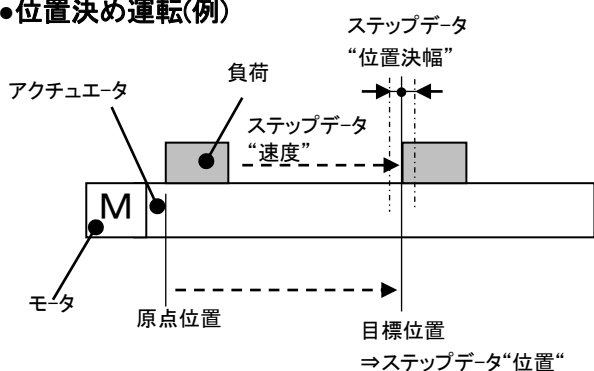 ●位置決め運転(例)
ステップデータ
“位置決幅”
負荷
アクチュエータ
ステップデータ
“速度”
M
モータ
原点位置
目標位置
⇒ステップデータ“位置“